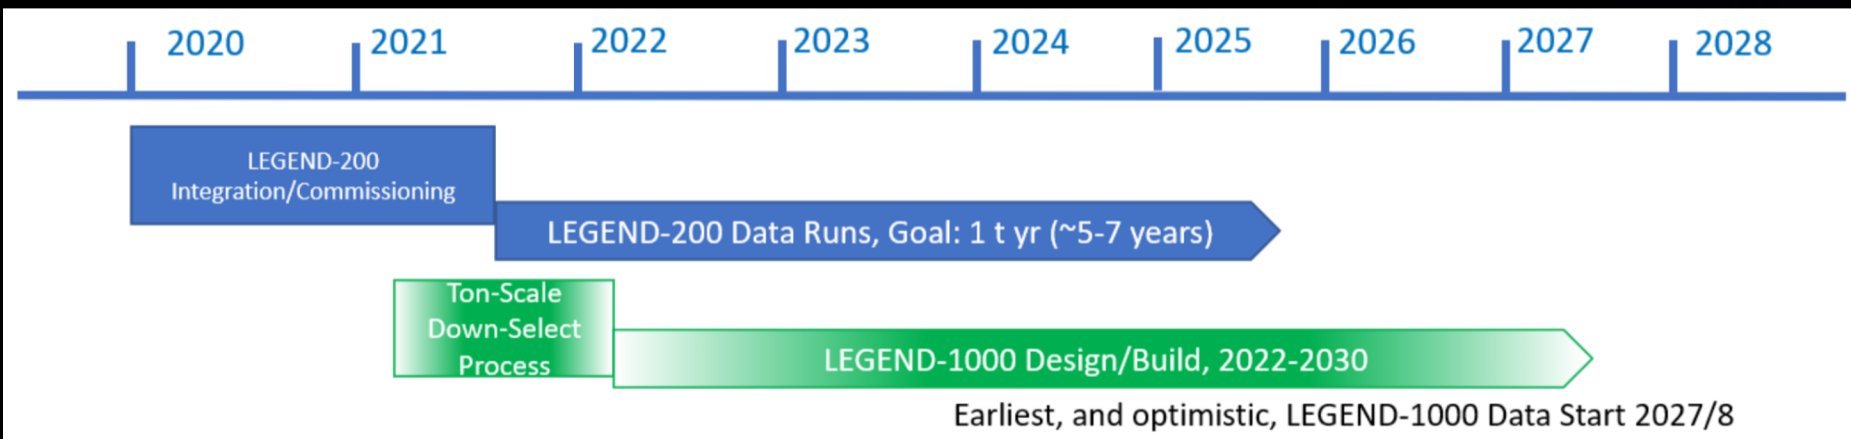 2020 2021 2022 2023 2024 2025 2026 2027 2028
LEGEND-200
Integration/Commissioning
LEGEND-200 Data Runs, Goal: 1 t yr (~5-7 years)
Ton-Scale
Down-Select
Process
LEGEND-1000 Design/Build, 2022-2030
Earliest, and optimistic, LEGEND-1000 Data Start 2027/8